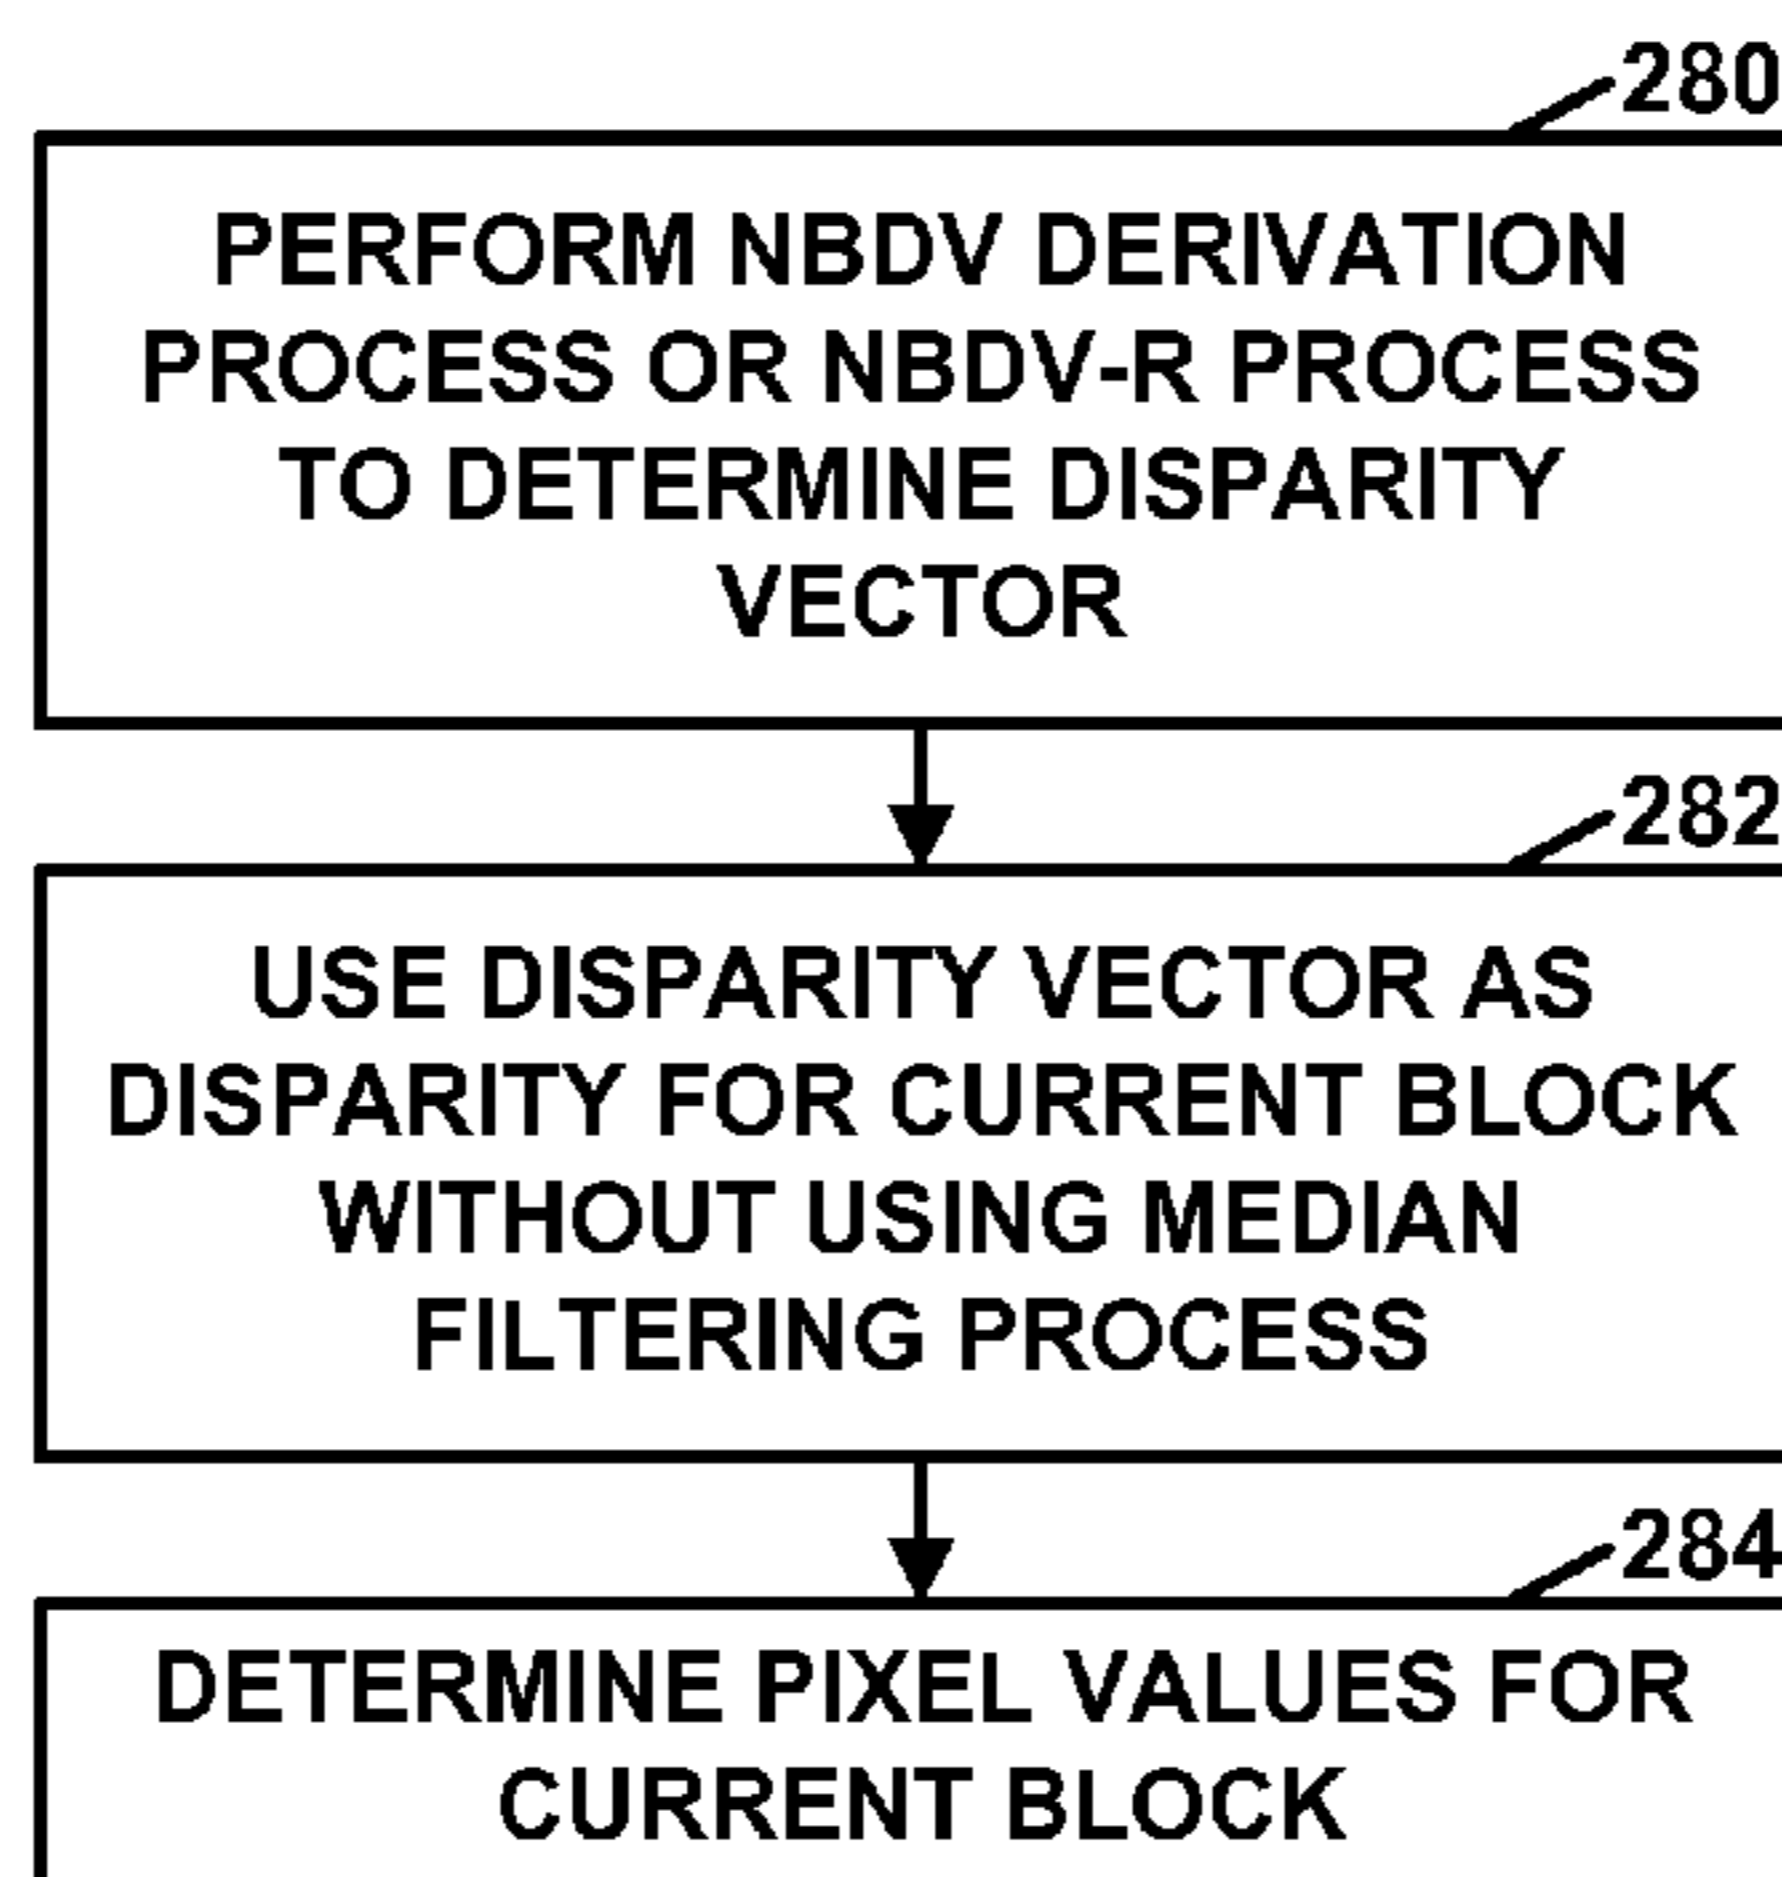 280
PERFORM NBDV DERIVATION
PROCESS OR NBDV-R PROCESS
TO DETERMINE DISPARITY
VECTOR
282
USE DISPARITY VECTOR AS
DISPARITY FOR CURRENT BLOCK
WITHOUT USING MEDIAN
FILTERING PROCESS
284
DETERMINE PIXEL VALUES FOR
CURRENT BLOCK